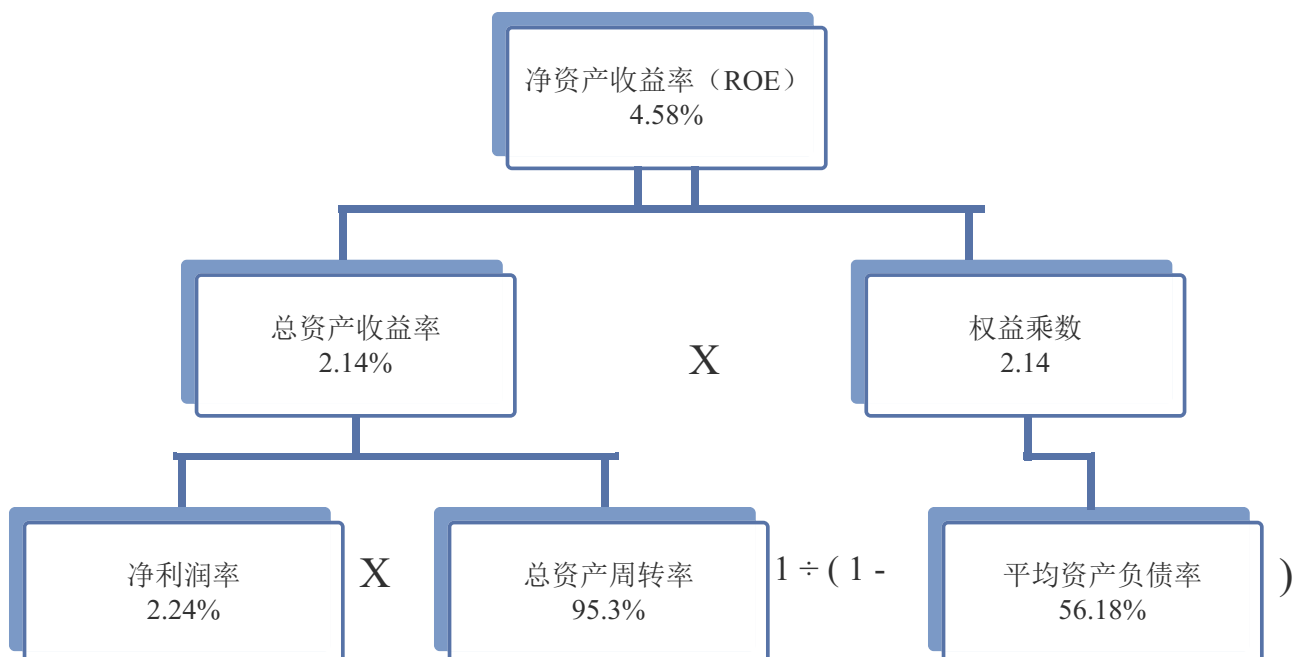 净资产收益率（ROE）
4.58%
总资产收益率
2.14%
X
权益乘数
2.14
净利润率
2.24%
X
总资产周转率
95.3%
1 ÷ ( 1 -
平均资产负债率
56.18%
)